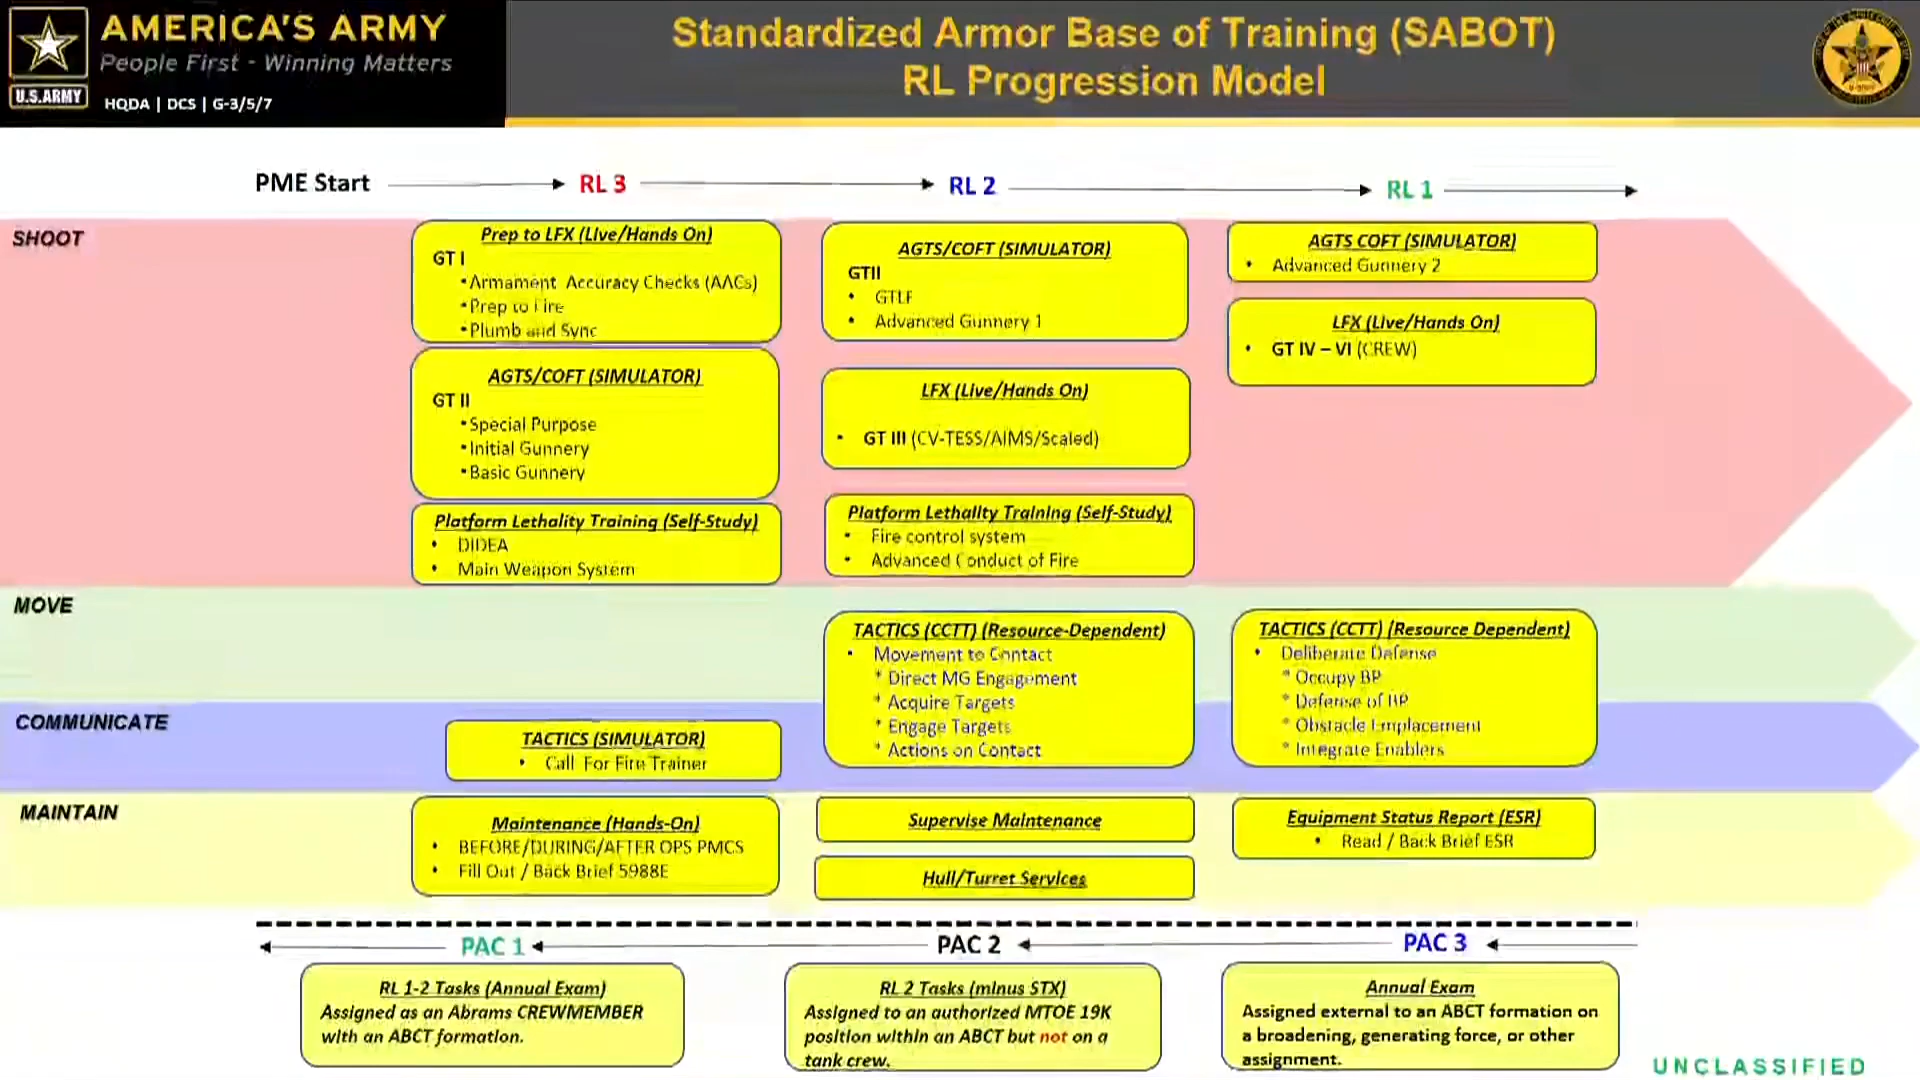 AMERICA'S ARMY
People First - Winning Matters
U.S.ARMY
HQDA | DCS | G-3/5/7
Standardized Armor Base of Training (SABOT)
RL Progression Model
PME Start
RL 3
RL 2
RL 1
SHOOT
Prep to LFX (Live/Hands On)
GT I
•Armament Accuracy Checks (AACs)
•Prep to Fire
•Plumb and Sync
AGTS/COFT (SIMULATOR)
GT II
•Special Purpose
•Initial Gunnery
•Basic Gunnery
Platform Lethality Training (Self-Study)
• DIDEA
• Main Weapon System
AGTS/COFT (SIMULATOR)
GTII
• GTLF
• Advanced Gunnery 1
LFX (Live/Hands On)
• GT III (CV-TESS/AIMS/Scaled)
Platform Lethality Training (Self-Study)
• Fire control system
• Advanced Conduct of Fire
AGTS COFT (SIMULATOR)
• Advanced Gunnery 2
LFX (Live/Hands On)
• GT IV – VI (CREW)
MOVE
TACTICS (CCTT) (Resource-Dependent)
• Movement to Contact
* Direct MG Engagement
* Acquire Targets
* Engage Targets
* Actions on Contact
TACTICS (CCTT) (Resource Dependent)
• Deliberate Defense
* Occupy BP
* Defense of BP
* Obstacle Emplacement
* Integrate Enablers
COMMUNICATE
TACTICS (SIMULATOR)
• Call For Fire Trainer
MAINTAIN
Maintenance (Hands-On)
• BEFORE/DURING/AFTER OPS PMCS
• Fill Out / Back Brief 5988E
Supervise Maintenance
Hull/Turret Services
Equipment Status Report (ESR)
• Read / Back Brief ESR
PAC 1
PAC 2
PAC 3
RL 1-2 Tasks (Annual Exam)
Assigned as an Abrams CREWMEMBER
with an ABCT formation.
RL 2 Tasks (minus STX)
Assigned to an authorized MTOE 19K
position within an ABCT but not on a
tank crew.
Annual Exam
Assigned external to an ABCT formation on
a broadening, generating force, or other
assignment.
UNCLASSIFIED